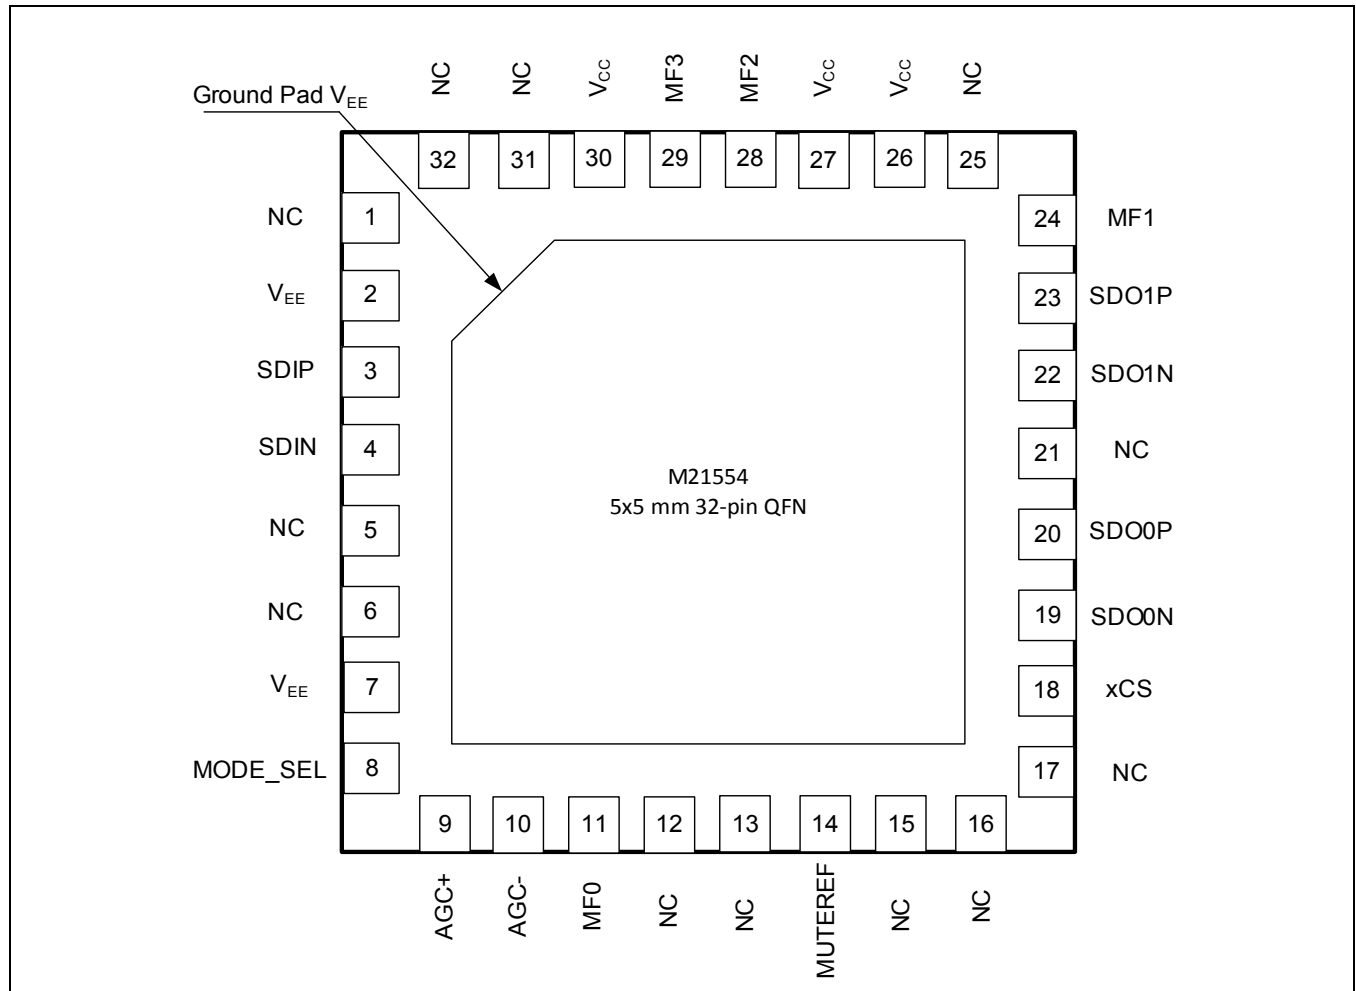 NC NC VCC MF3 MF2 VCC VCC NC
Ground Pad VEE
32 31 30 29 28 27 26 25
NC 1 24 MF1
VEE 2 23 SDO1P
SDIP 3 22 SDO1N
SDIN 4 21 NC
M21554
5x5 mm 32-pin QFN
NC 5 20 SDO0P
NC 6 19 SDO0N
VEE 7 18 xCS
MODE_SEL 8 17 NC
9 10 11 12 13 14 15 16
AGC+ AGC- MF0 NC NC MUTEREF NC NC